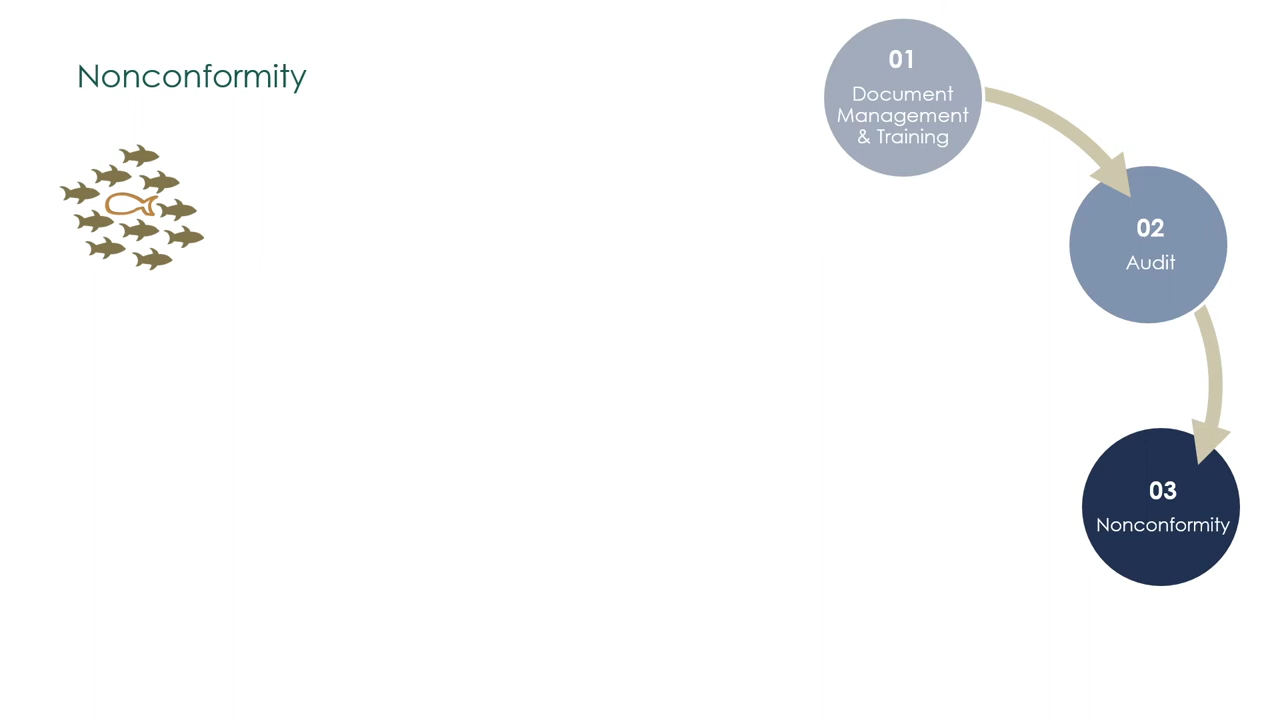 Nonconformity
01
Document
Management
& Training
02
Audit
03
Nonconformity